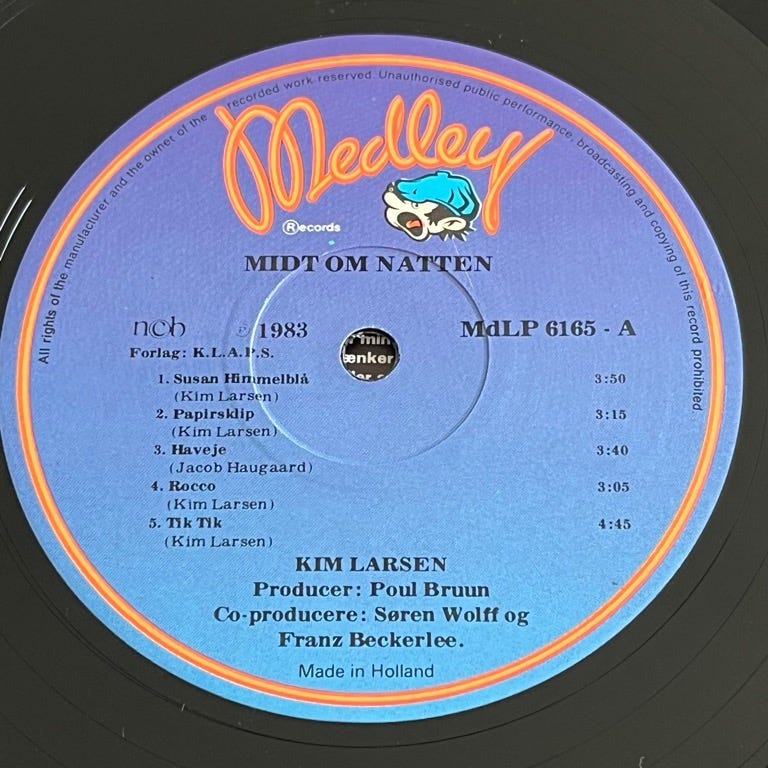 All rights of the manufacturer and the owner of the recorded work reserved. Unauthorised public performance, broadcasting and copying of this record prohibited.
Medley
Records
MIDT OM NATTEN
ncb ℗ 1983 MdLP 6165 - A
Forlag: K.L.A.P.S.
1. Susan Himmelblå 3:50
(Kim Larsen)
2. Papirsklip 3:15
(Kim Larsen)
3. Haveje 3:40
(Jacob Haugaard)
4. Rocco 3:05
(Kim Larsen)
5. Tik Tik 4:45
(Kim Larsen)
KIM LARSEN
Producer: Poul Bruun
Co-producere: Søren Wolff og
Franz Beckerlee.
Made in Holland